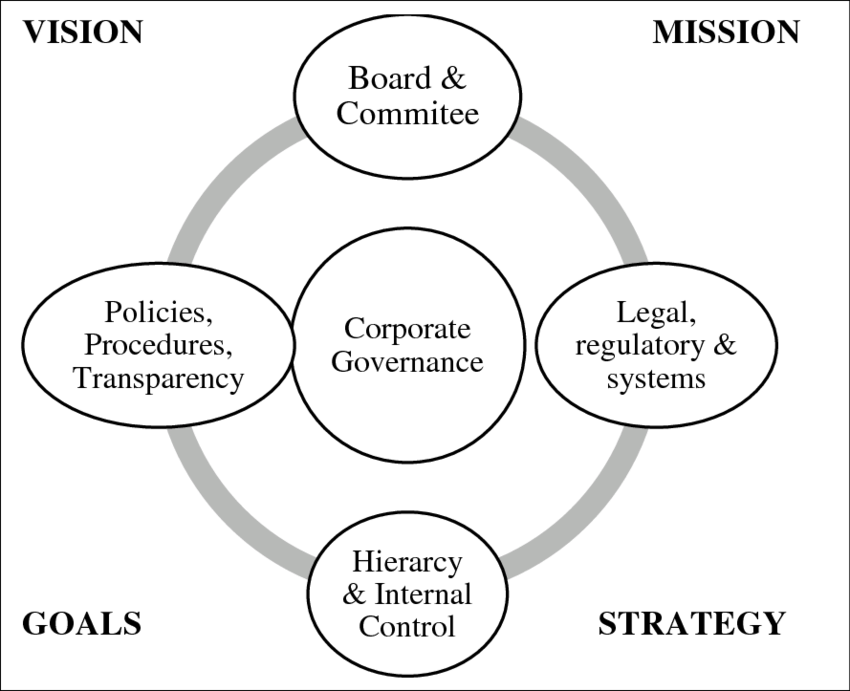 VISION
MISSION
Board &
Commitee
Policies,
Procedures,
Transparency
Corporate
Governance
Legal,
regulatory &
systems
Hierarcy
& Internal
Control
GOALS
STRATEGY